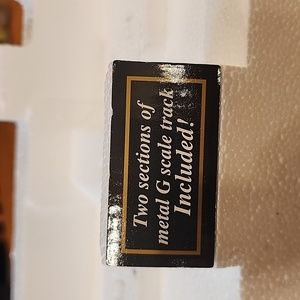 Two sections of
metal G scale track
Included!